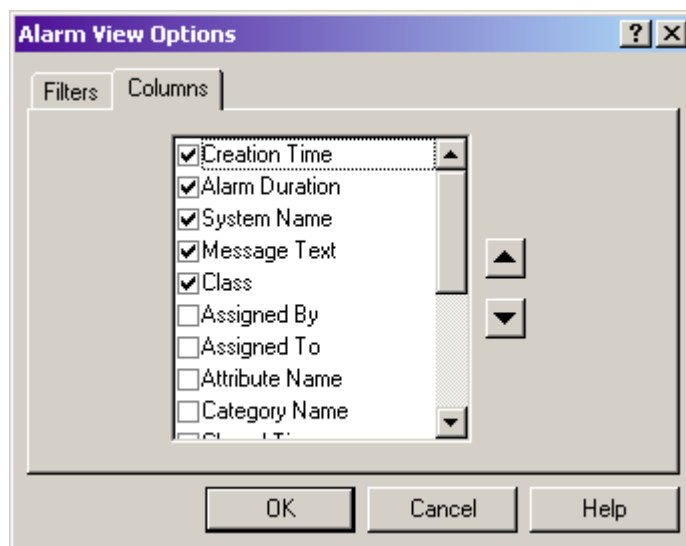 Alarm View Options
Filters
Columns
Creation Time
Alarm Duration
System Name
Message Text
Class
Assigned By
Assigned To
Attribute Name
Category Name
OK
Cancel
Help